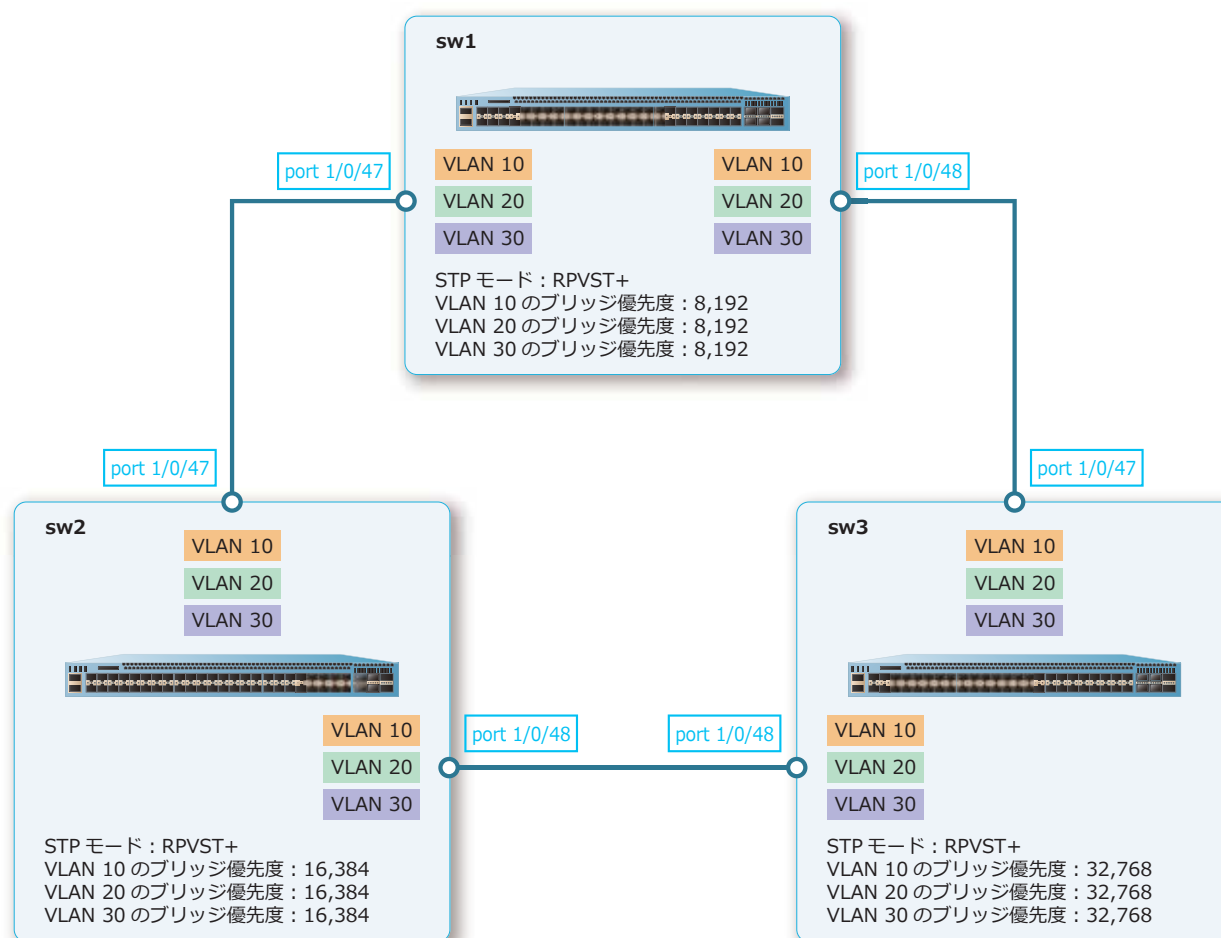 sw1
port 1/0/47
VLAN 10
VLAN 20
VLAN 30
VLAN 10
VLAN 20
VLAN 30
port 1/0/48
STP モード : RPVST+
VLAN 10 のブリッジ優先度 : 8,192
VLAN 20 のブリッジ優先度 : 8,192
VLAN 30 のブリッジ優先度 : 8,192
port 1/0/47
sw2
VLAN 10
VLAN 20
VLAN 30
VLAN 10
VLAN 20
VLAN 30
port 1/0/48
STP モード : RPVST+
VLAN 10 のブリッジ優先度 : 16,384
VLAN 20 のブリッジ優先度 : 16,384
VLAN 30 のブリッジ優先度 : 16,384
port 1/0/47
sw3
VLAN 10
VLAN 20
VLAN 30
port 1/0/48
VLAN 10
VLAN 20
VLAN 30
STP モード : RPVST+
VLAN 10 のブリッジ優先度 : 32,768
VLAN 20 のブリッジ優先度 : 32,768
VLAN 30 のブリッジ優先度 : 32,768